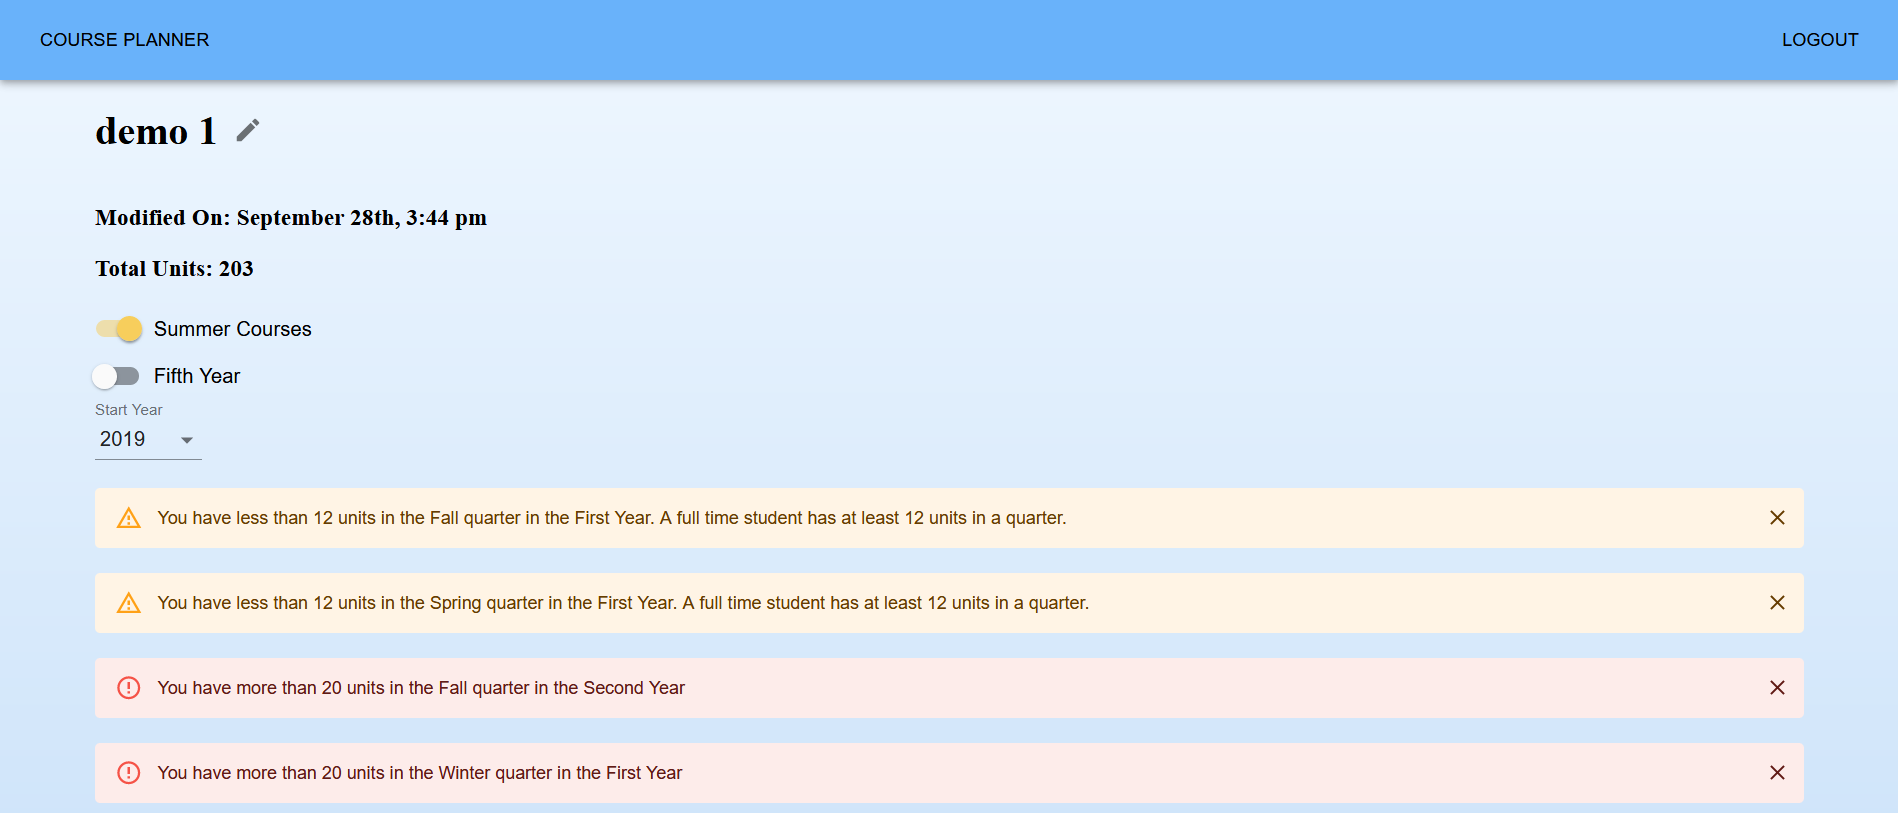 COURSE PLANNER
LOGOUT
demo 1
Modified On: September 28th, 3:44 pm
Total Units: 203
Summer Courses
Fifth Year
Start Year
2019
You have less than 12 units in the Fall quarter in the First Year. A full time student has at least 12 units in a quarter.
You have less than 12 units in the Spring quarter in the First Year. A full time student has at least 12 units in a quarter.
You have more than 20 units in the Fall quarter in the Second Year
You have more than 20 units in the Winter quarter in the First Year